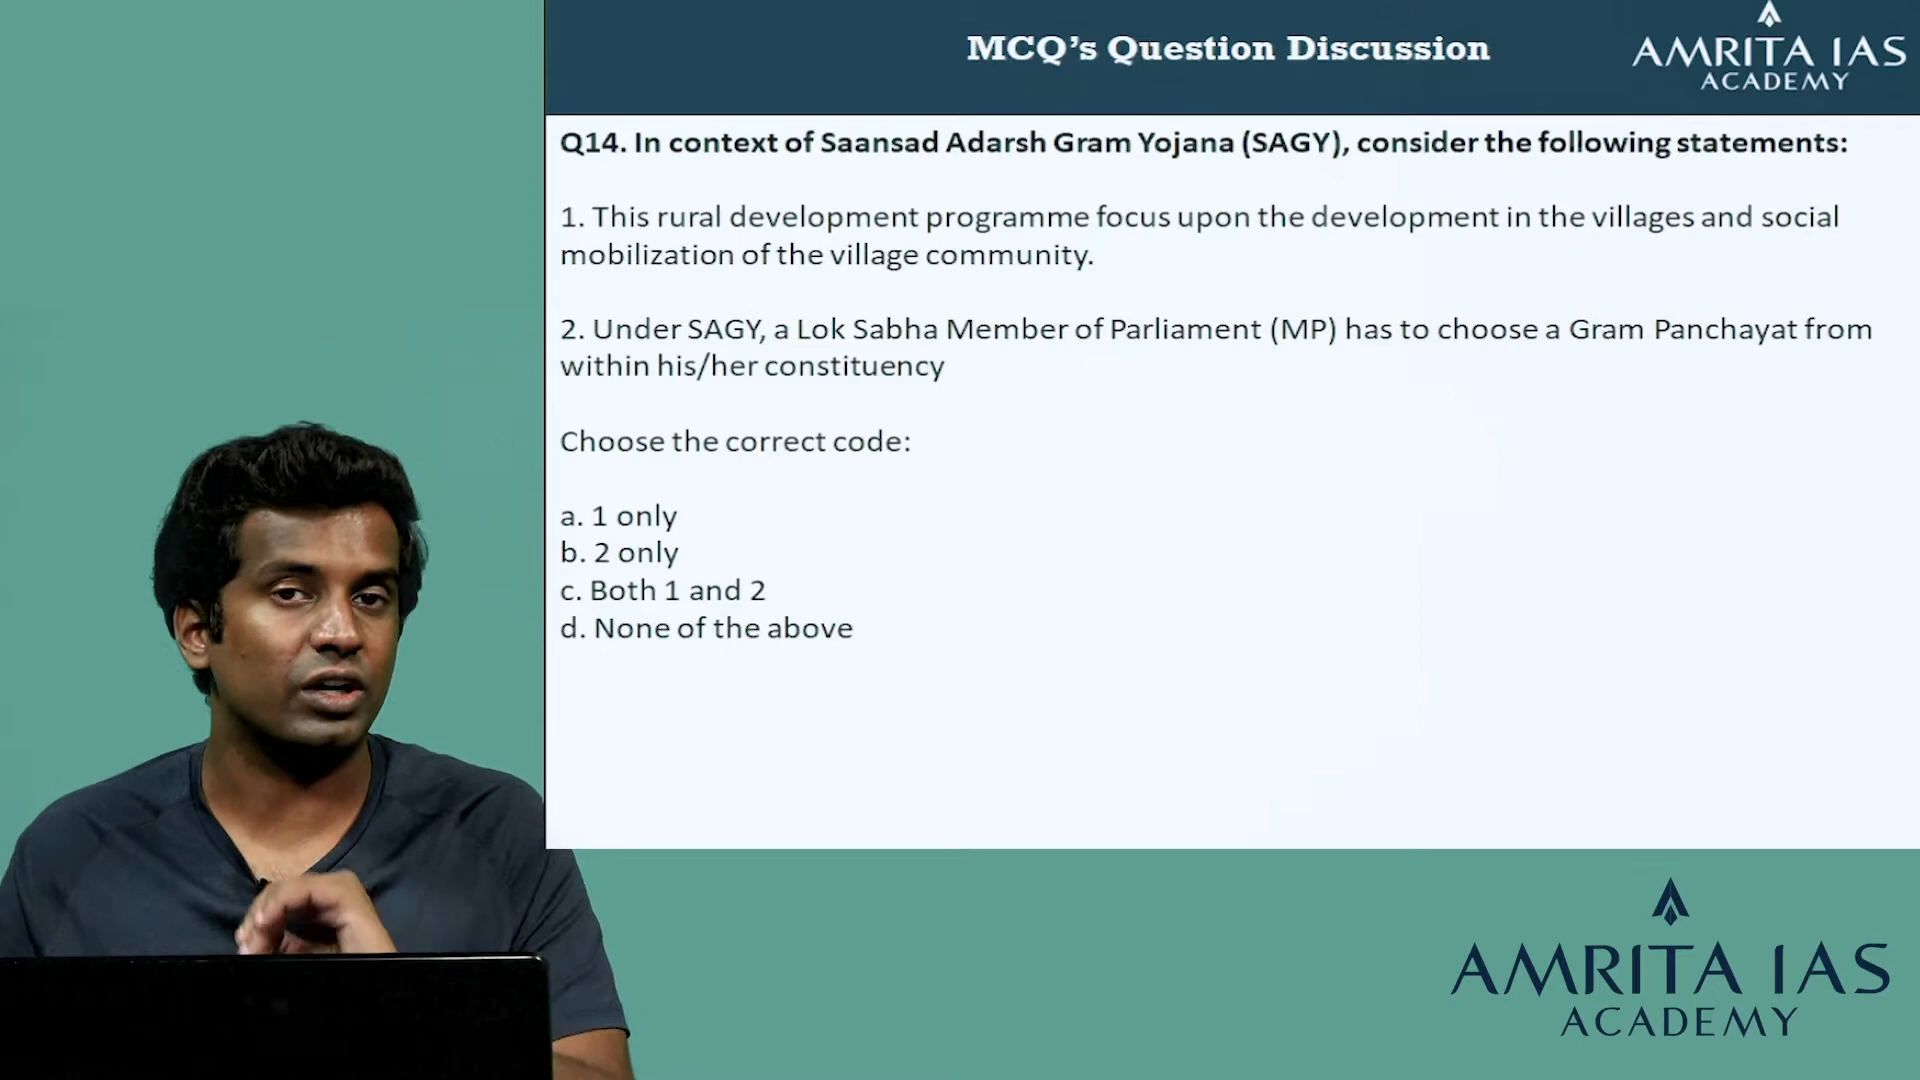 MCQ’s Question Discussion
AMRITA IAS
ACADEMY
Q14. In context of Saansad Adarsh Gram Yojana (SAGY), consider the following statements:
1. This rural development programme focus upon the development in the villages and social
mobilization of the village community.
2. Under SAGY, a Lok Sabha Member of Parliament (MP) has to choose a Gram Panchayat from
within his/her constituency
Choose the correct code:
a. 1 only
b. 2 only
c. Both 1 and 2
d. None of the above
AMRITA IAS
ACADEMY